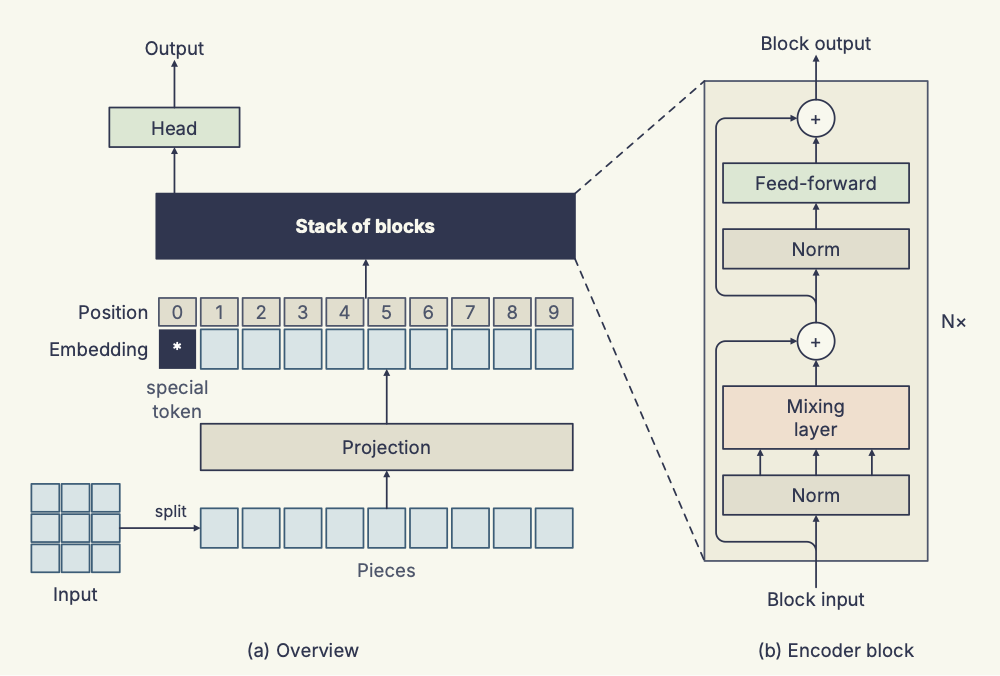 Output
Head
Stack of blocks
Position 0 1 2 3 4 5 6 7 8 9
Embedding *
special
token
Projection
split
Input
Pieces
(a) Overview
Block output
+
Feed-forward
Norm
+
N×
Mixing
layer
Norm
Block input
(b) Encoder block